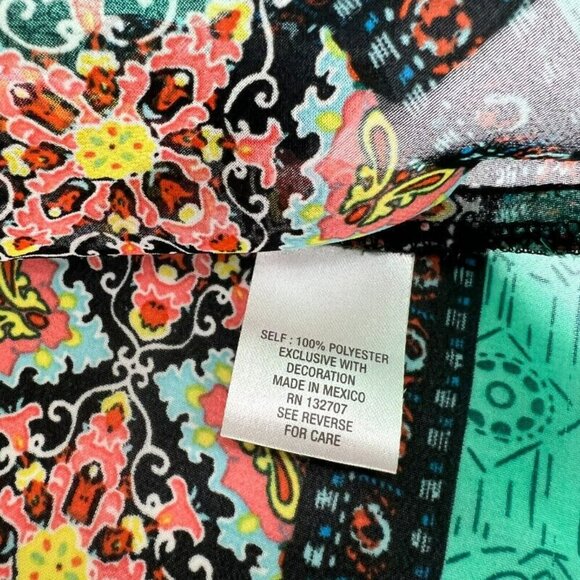 SELF : 100% POLYESTER
EXCLUSIVE WITH
DECORATION
MADE IN MEXICO
RN 132707
SEE REVERSE
FOR CARE